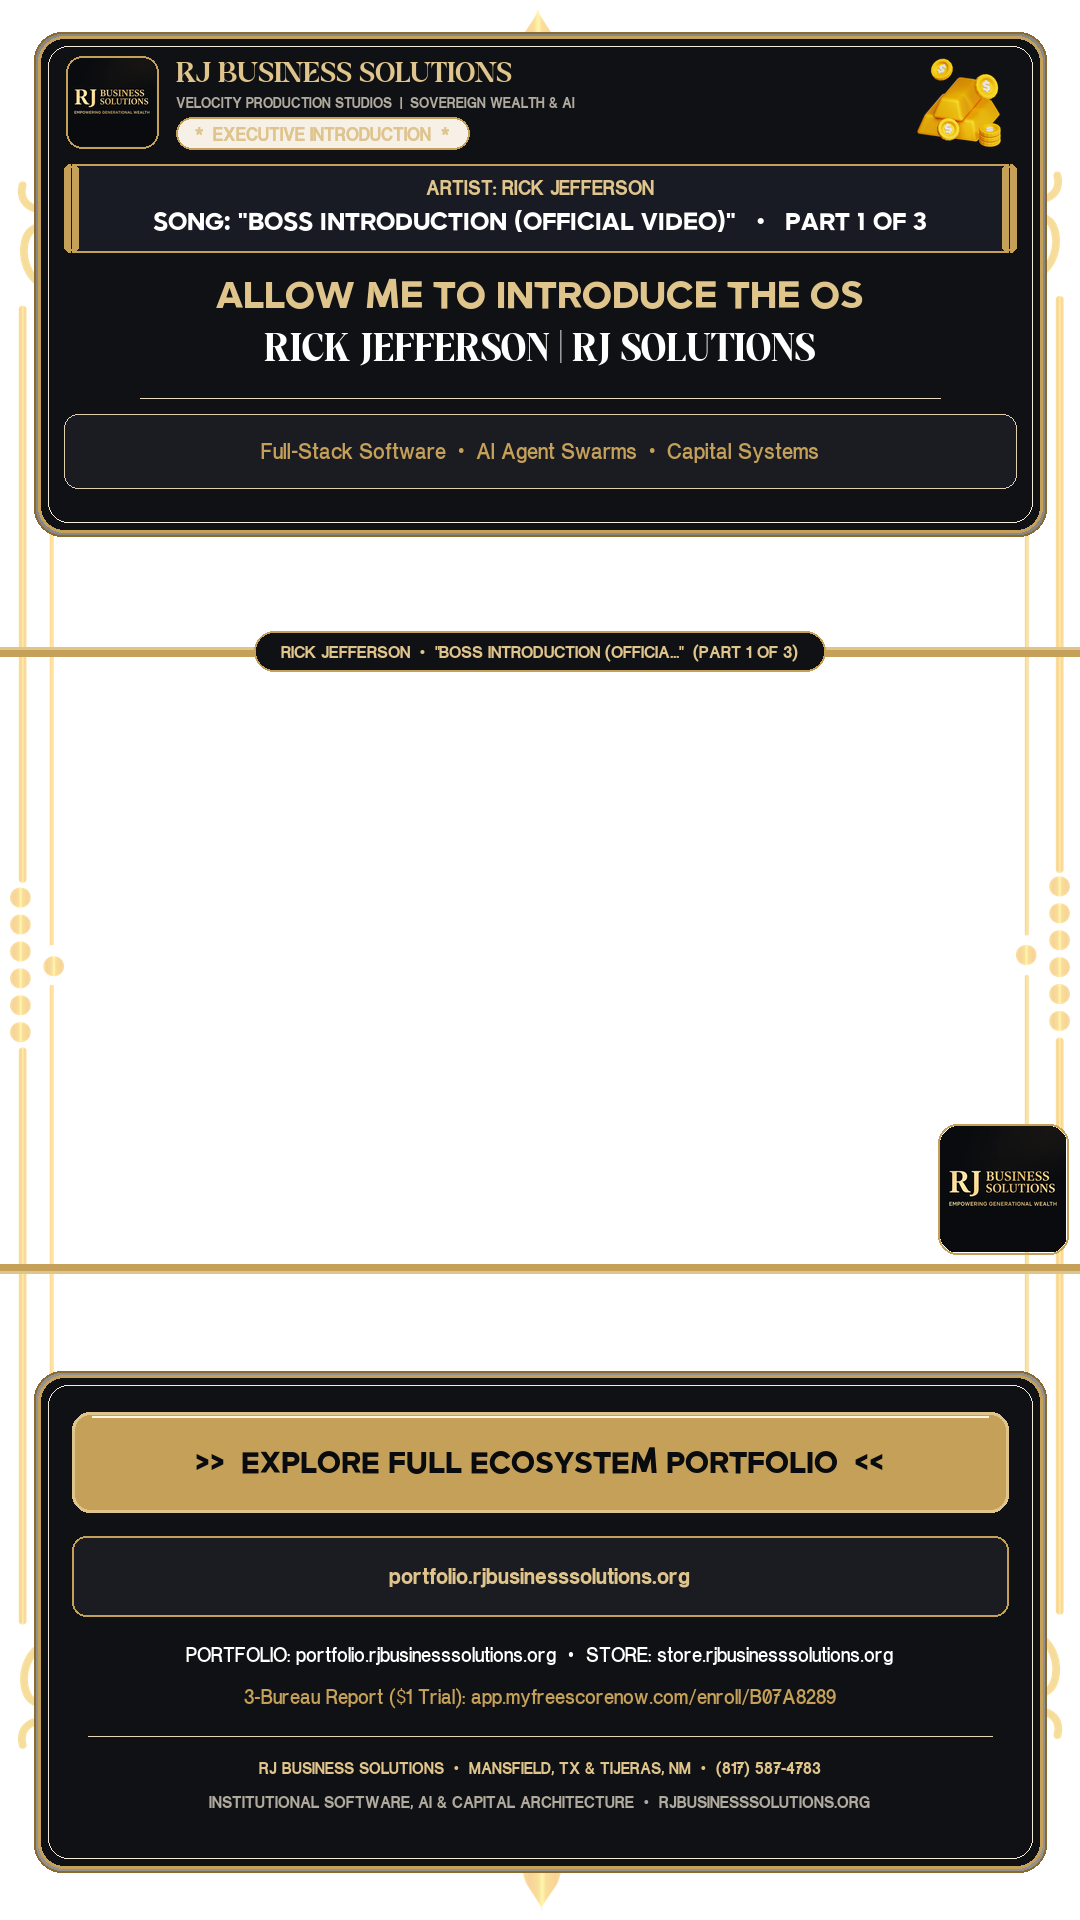 RJ BUSINESS SOLUTIONS
EMPOWERING GENERATIONAL WEALTH
RJ BUSINESS SOLUTIONS
VELOCITY PRODUCTION STUDIOS | SOVEREIGN WEALTH & AI
* EXECUTIVE INTRODUCTION *
ARTIST: RICK JEFFERSON
SONG: "BOSS INTRODUCTION (OFFICIAL VIDEO)" • PART 1 OF 3
ALLOW ME TO INTRODUCE THE OS
RICK JEFFERSON | RJ SOLUTIONS
Full-Stack Software • AI Agent Swarms • Capital Systems
RICK JEFFERSON • "BOSS INTRODUCTION (OFFICIA..." (PART 1 OF 3)
RJ BUSINESS SOLUTIONS
EMPOWERING GENERATIONAL WEALTH
>> EXPLORE FULL ECOSYSTEM PORTFOLIO <<
portfolio.rjbusinesssolutions.org
PORTFOLIO: portfolio.rjbusinesssolutions.org • STORE: store.rjbusinesssolutions.org
3-Bureau Report ($1 Trial): app.myfreescorenow.com/enroll/B07A8289
RJ BUSINESS SOLUTIONS • MANSFIELD, TX & TIJERAS, NM • (817) 587-4783
INSTITUTIONAL SOFTWARE, AI & CAPITAL ARCHITECTURE • RJBUSINESSSOLUTIONS.ORG